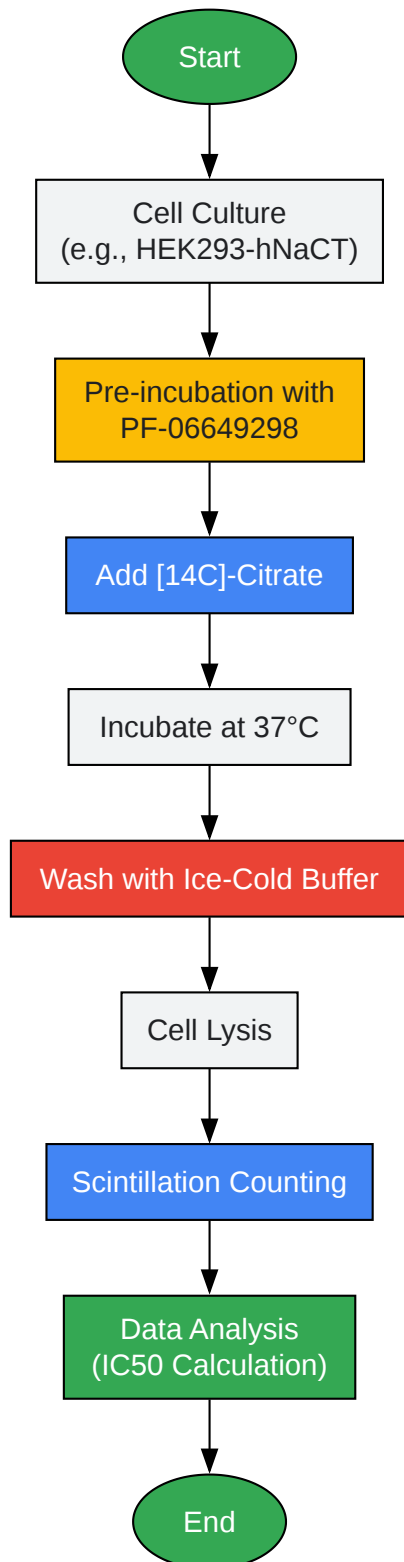 Start
Cell Culture
(e.g., HEK293-hNaCT)
Pre-incubation with
PF-06649298
Add [14C]-Citrate
Incubate at 37°C
Wash with Ice-Cold Buffer
Cell Lysis
Scintillation Counting
Data Analysis
(IC50 Calculation)
End